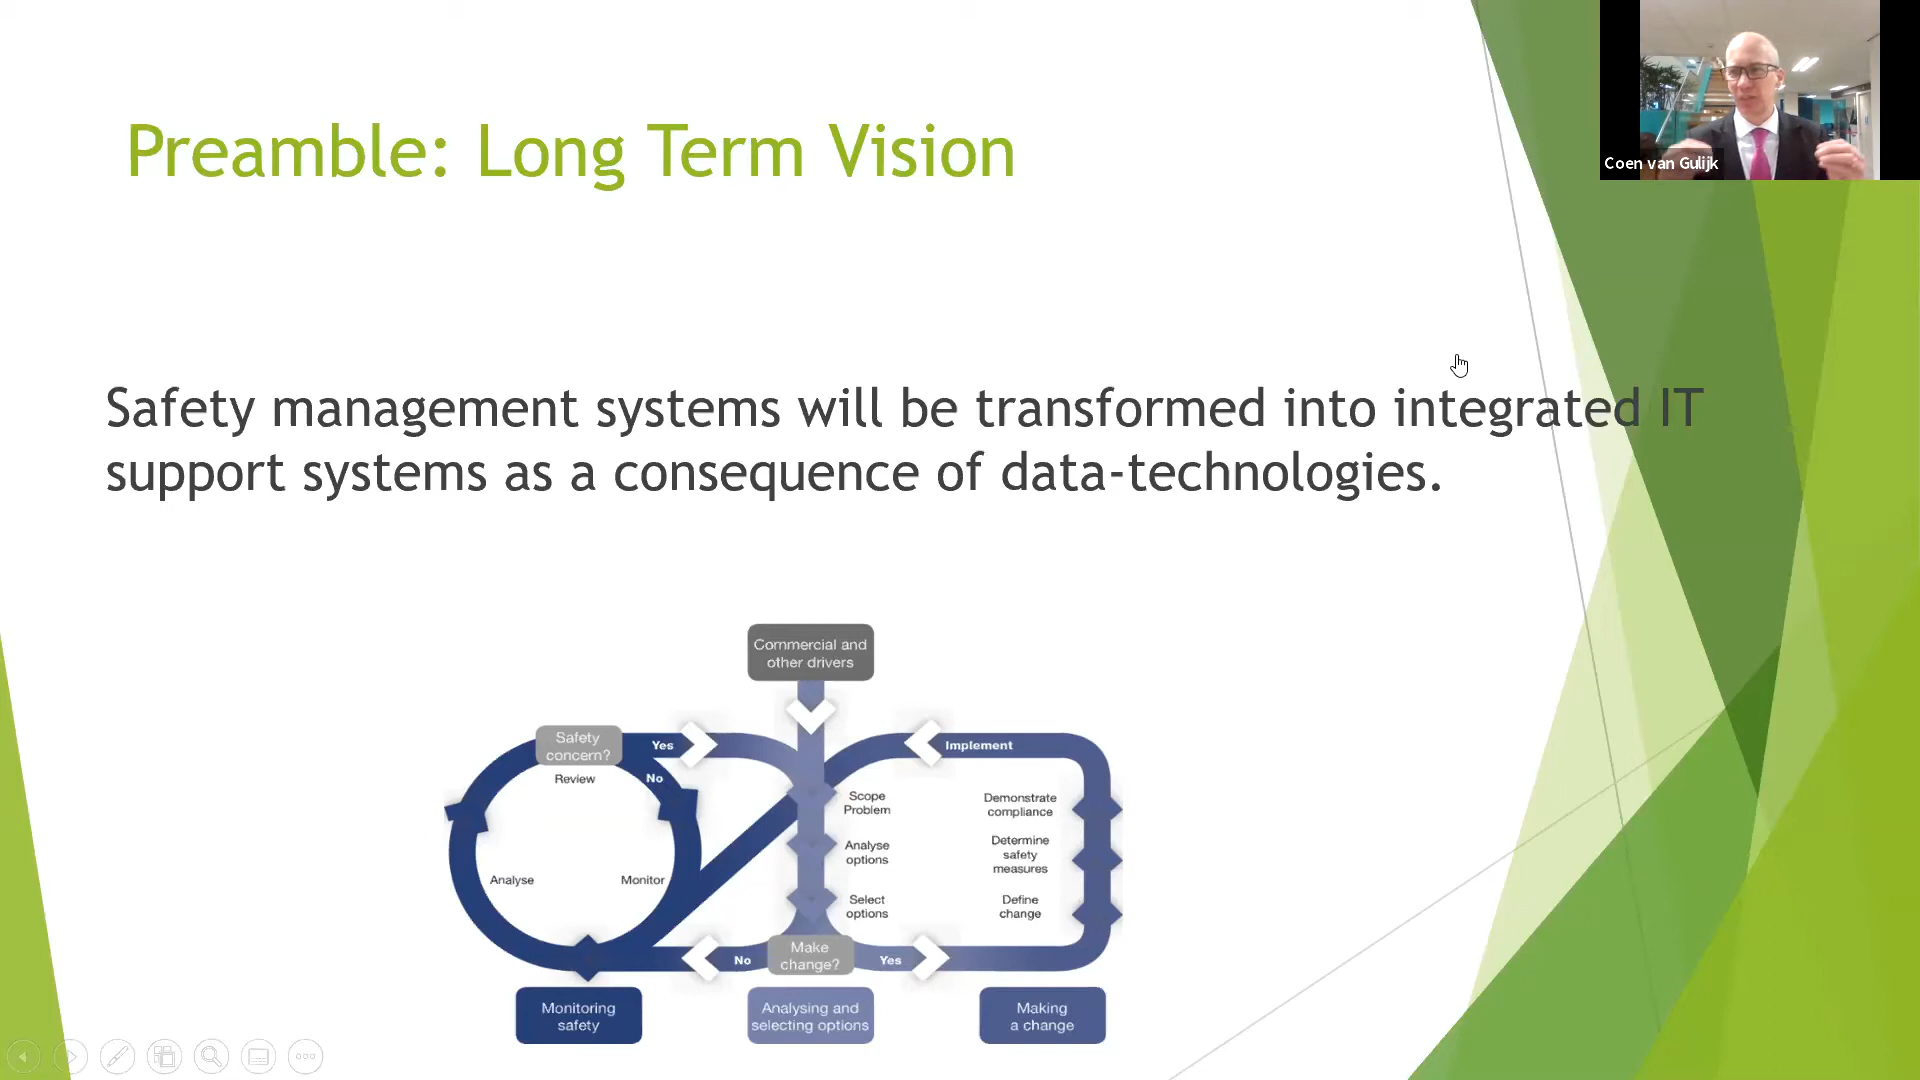 Preamble: Long Term Vision
Coen van Gulijk
Safety management systems will be transformed into integrated IT
support systems as a consequence of data-technologies.
Commercial and
other drivers
Safety
concern?
Yes
Implement
Review
No
Scope
Problem
Demonstrate
compliance
Analyse
options
Determine
safety
measures
Analyse
Monitor
Select
options
Define
change
Make
change?
No
Yes
Monitoring
safety
Analysing and
selecting options
Making
a change